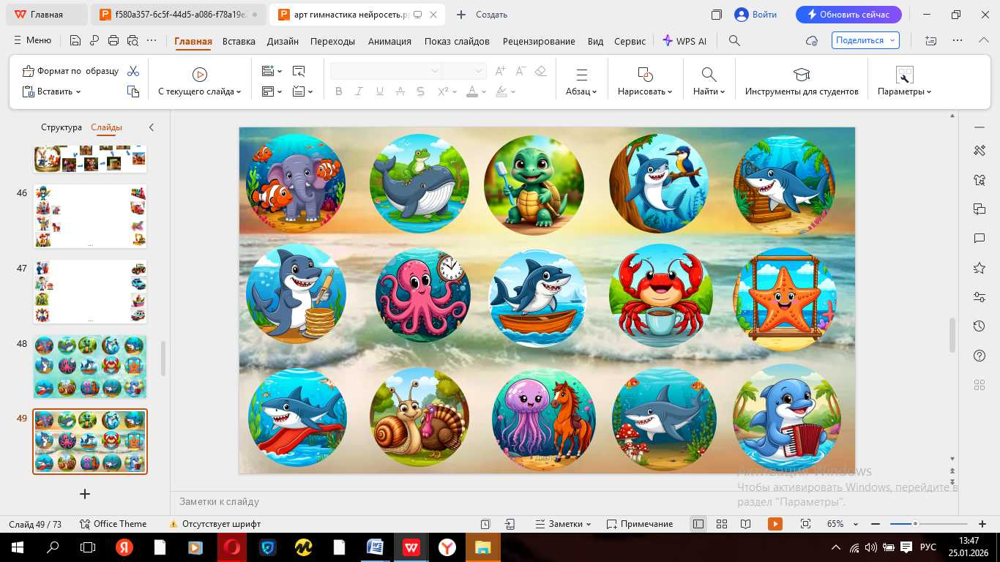 Главная
f580a357-6c5f-44d5-a086-f78a19e
арт гимнастика нейросеть.pp
Создать
Войти
Обновить сейчас
Меню
Главная
Вставка
Дизайн
Переходы
Анимация
Показ слайдов
Рецензирование
Вид
Сервис
WPS AI
Поделиться
Формат по образцу
Вставить
С текущего слайда
Абзац
Нарисовать
Найти
Инструменты для студентов
Параметры
Структура
Слайды
46
47
48
49
Активация Windows
Чтобы активировать Windows, перейдите в
раздел "Параметры".
Заметки к слайду
Слайд 49 / 73
Office Theme
Отсутствует шрифт
Заметки
Примечание
65%
РУС
13:47
25.01.2026